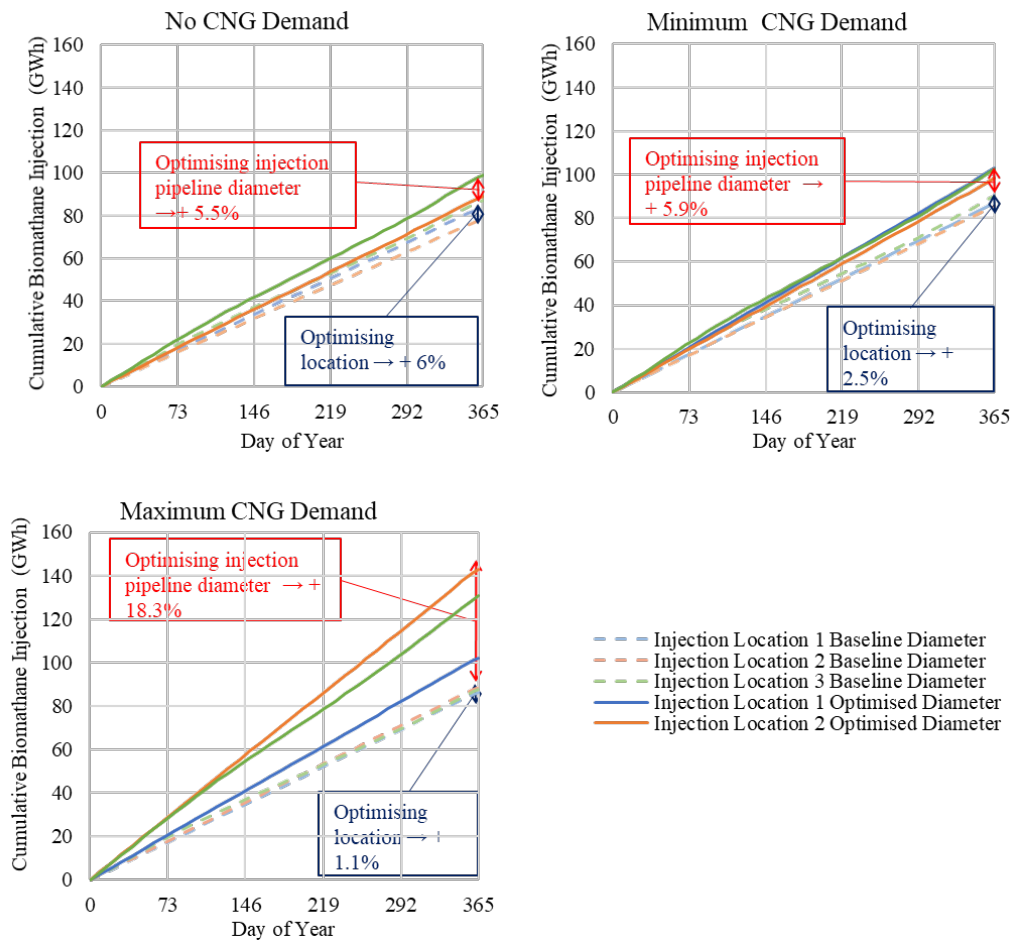 No CNG Demand
Cumulative Biomethane Injection (GWh)
160
140
120
100
80
60
40
20
0
Optimising injection
pipeline diameter
→+ 5.5%
Optimising
location → + 6%
0 73 146 219 292 365
Day of Year
Minimum CNG Demand
Cumulative Biomethane Injection (GWh)
160
140
120
100
80
60
40
20
0
Optimising injection
pipeline diameter →
+ 5.9%
Optimising
location → +
2.5%
0 73 146 219 292 365
Day of Year
Maximum CNG Demand
Cumulative Biomethane Injection (GWh)
160
140
120
100
80
60
40
20
0
Optimising injection
pipeline diameter → +
18.3%
Optimising
location → +
1.1%
0 73 146 219 292 365
Day of Year
Injection Location 1 Baseline Diameter
Injection Location 2 Baseline Diameter
Injection Location 3 Baseline Diameter
Injection Location 1 Optimised Diameter
Injection Location 2 Optimised Diameter